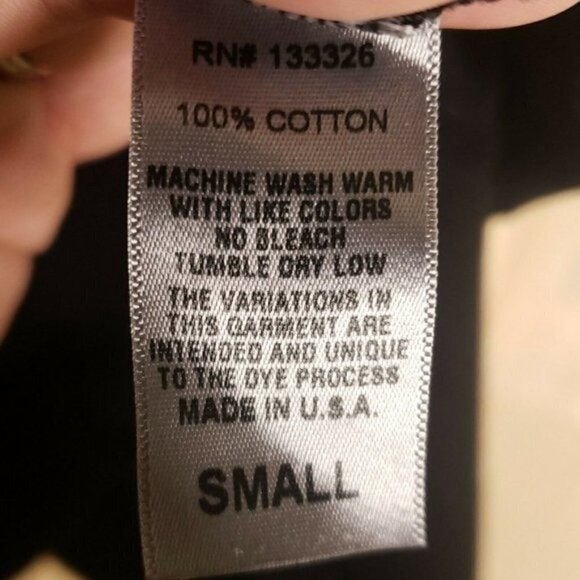 RN# 133326
100% COTTON
MACHINE WASH WARM
WITH LIKE COLORS
NO BLEACH
TUMBLE DRY LOW
THE VARIATIONS IN
THIS GARMENT ARE
INTENDED AND UNIQUE
TO THE DYE PROCESS
MADE IN U.S.A.
SMALL